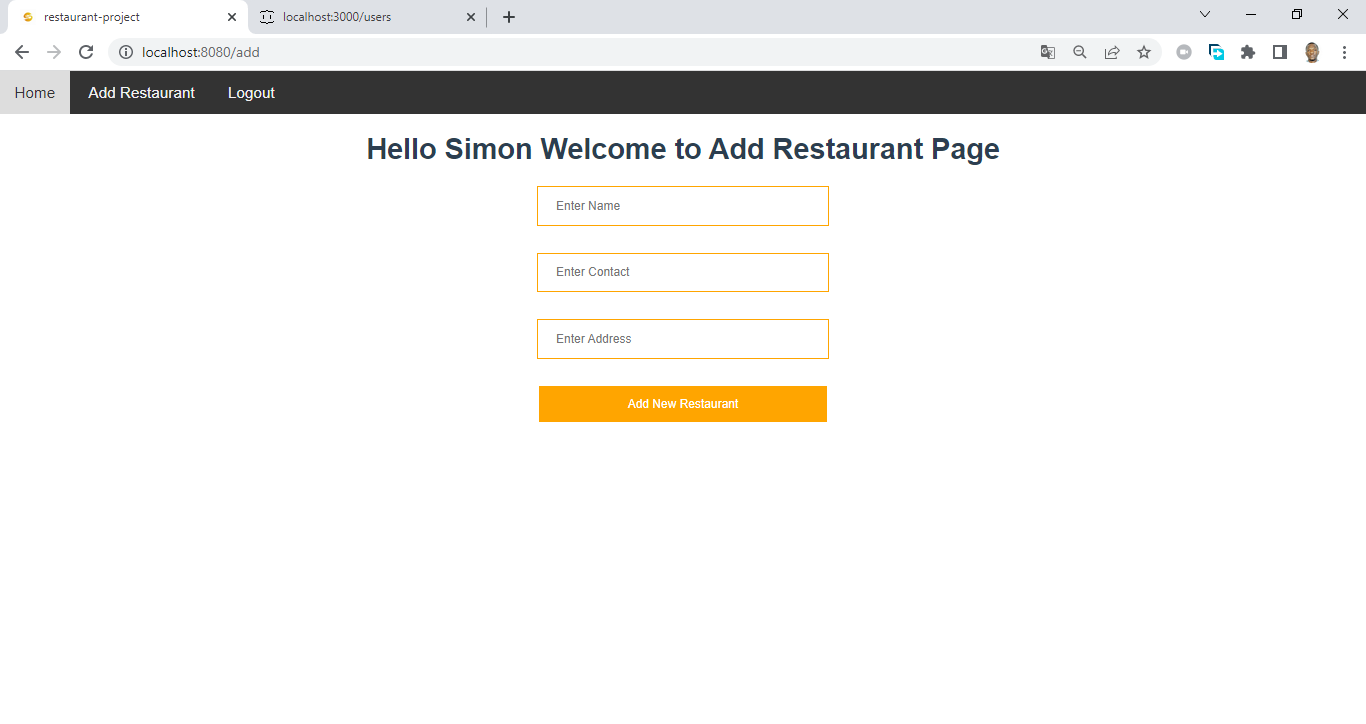 restaurant-project
localhost:3000/users
localhost:8080/add
Home
Add Restaurant
Logout
Hello Simon Welcome to Add Restaurant Page
Enter Name
Enter Contact
Enter Address
Add New Restaurant